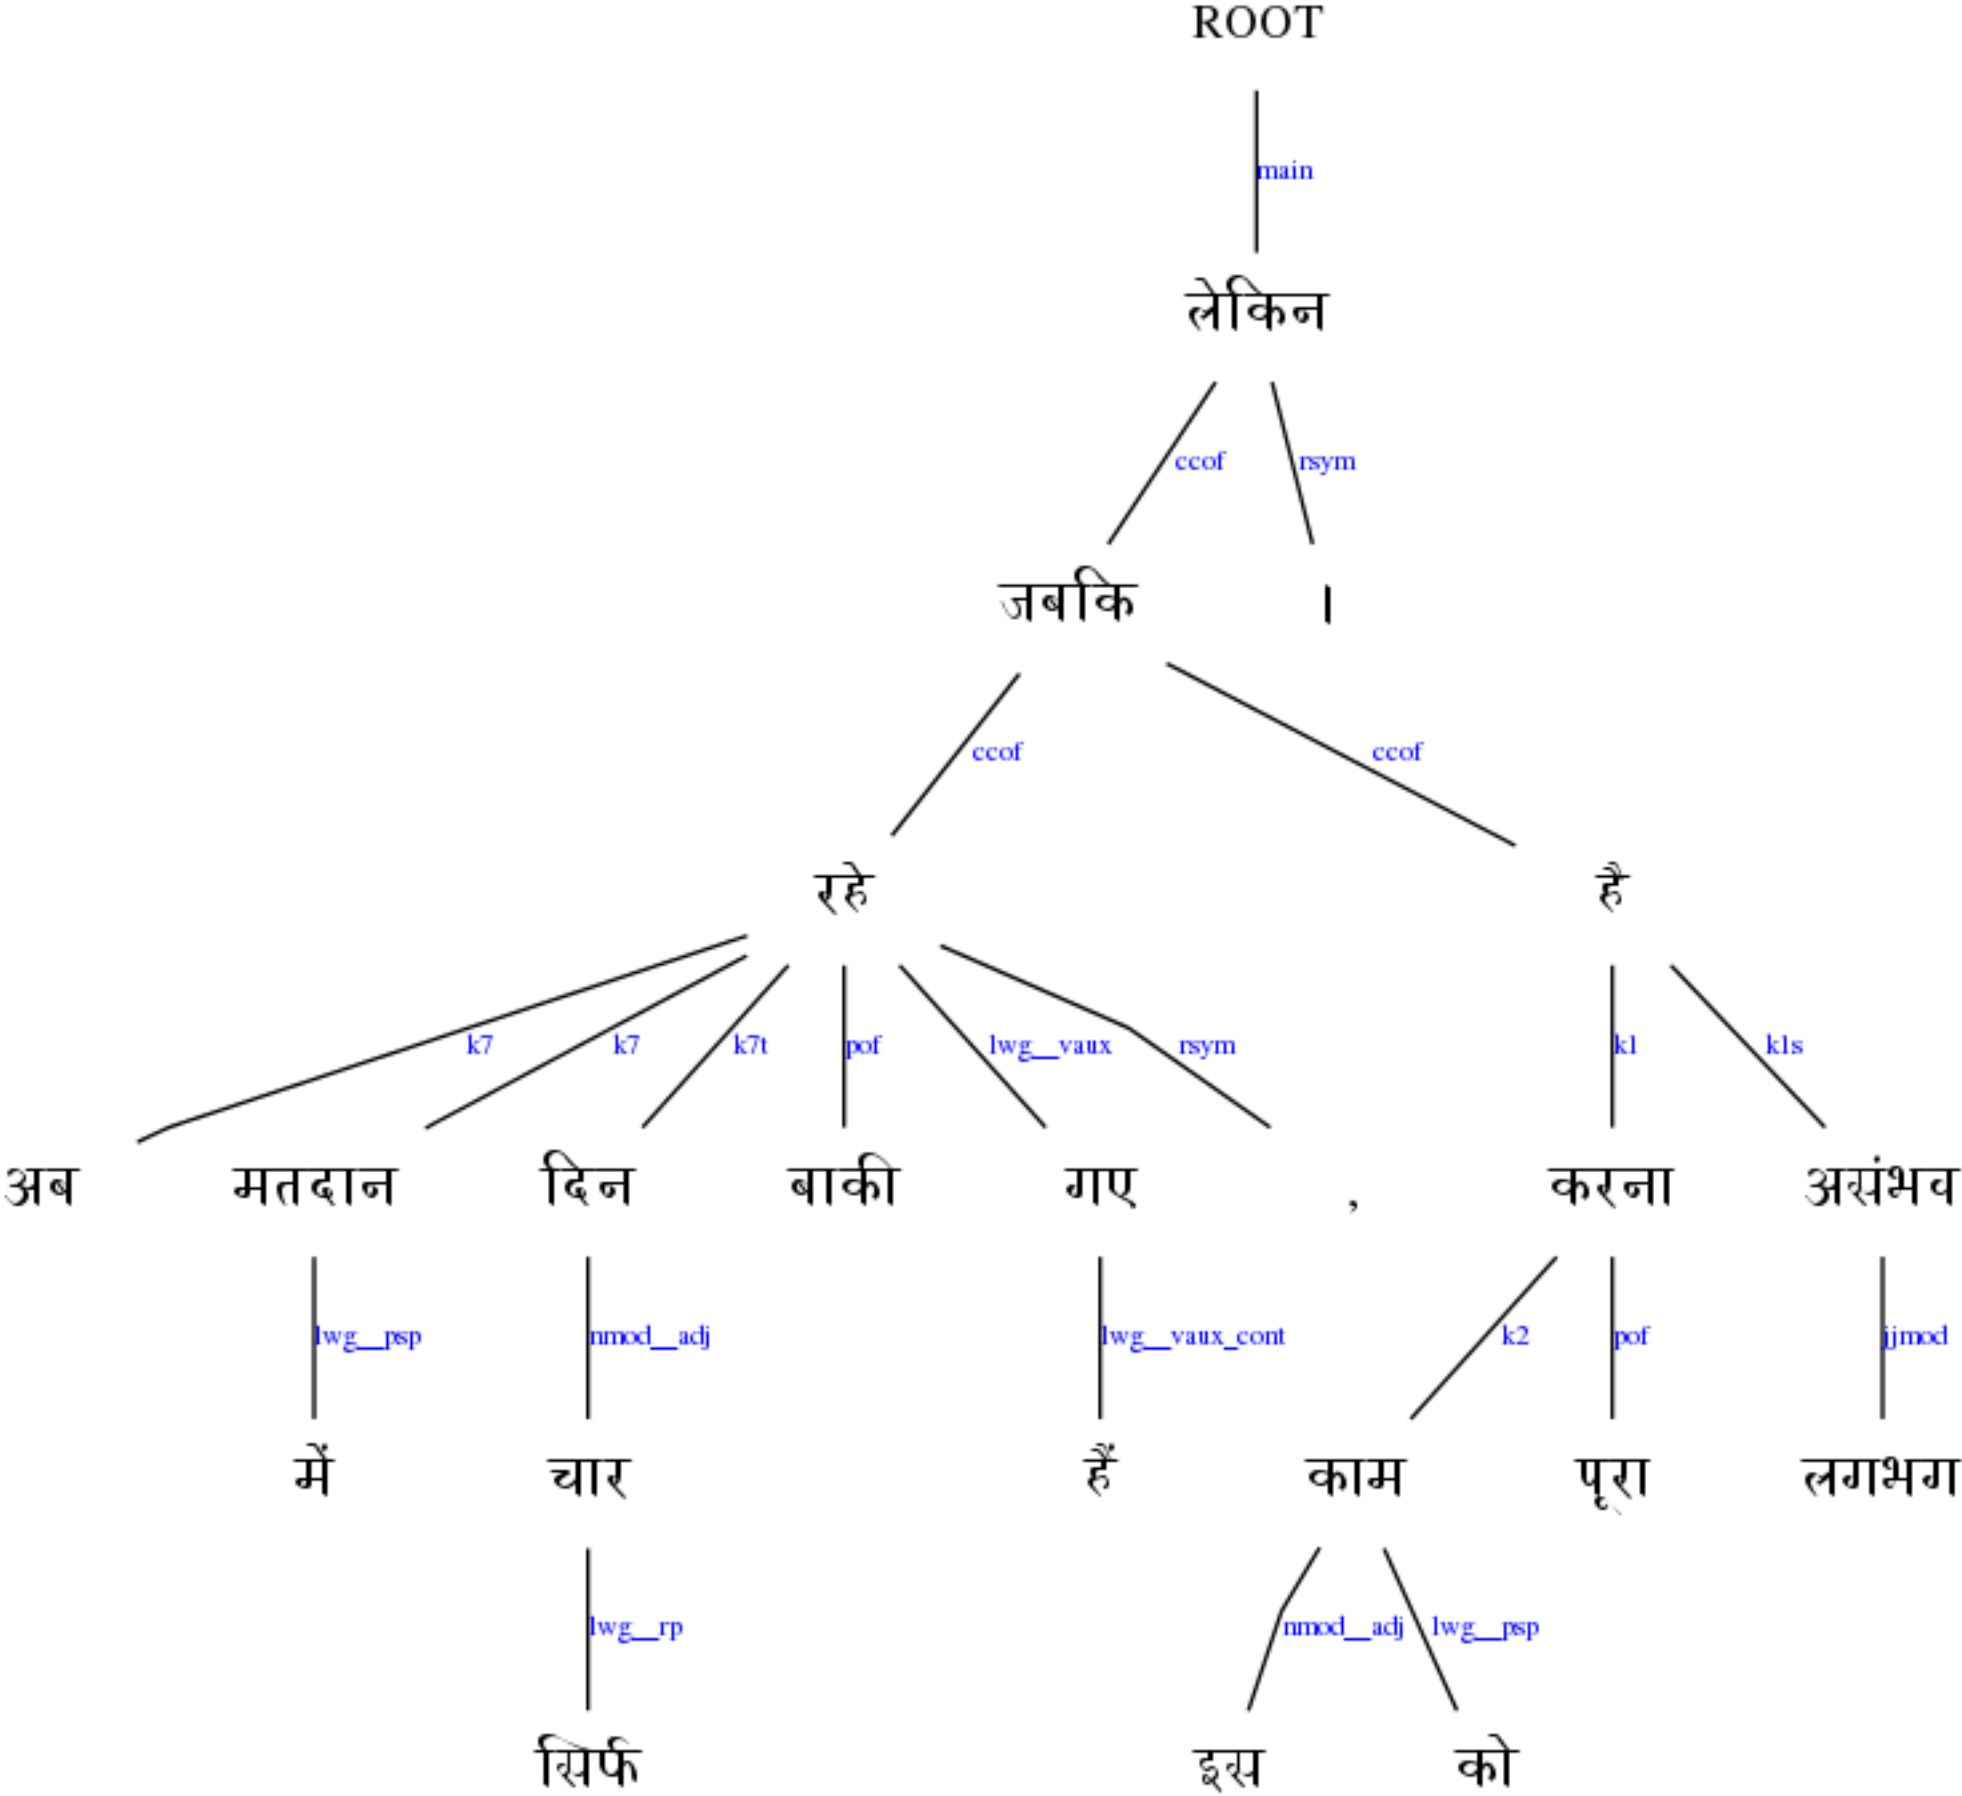 ROOT
main
लेकिन
ccof rsym
जबकि ।
ccof ccof
रहे है
k7 k7 k7t pof lwg__vaux rsym k1 k1s
अब मतदान दिन बाकी गए , करना असंभव
lwg__psp nmod__adj lwg__vaux_cont k2 pof jjmod
में चार हैं काम पूरा लगभग
lwg__rp nmod__adj lwg__psp
सिर्फ इस को